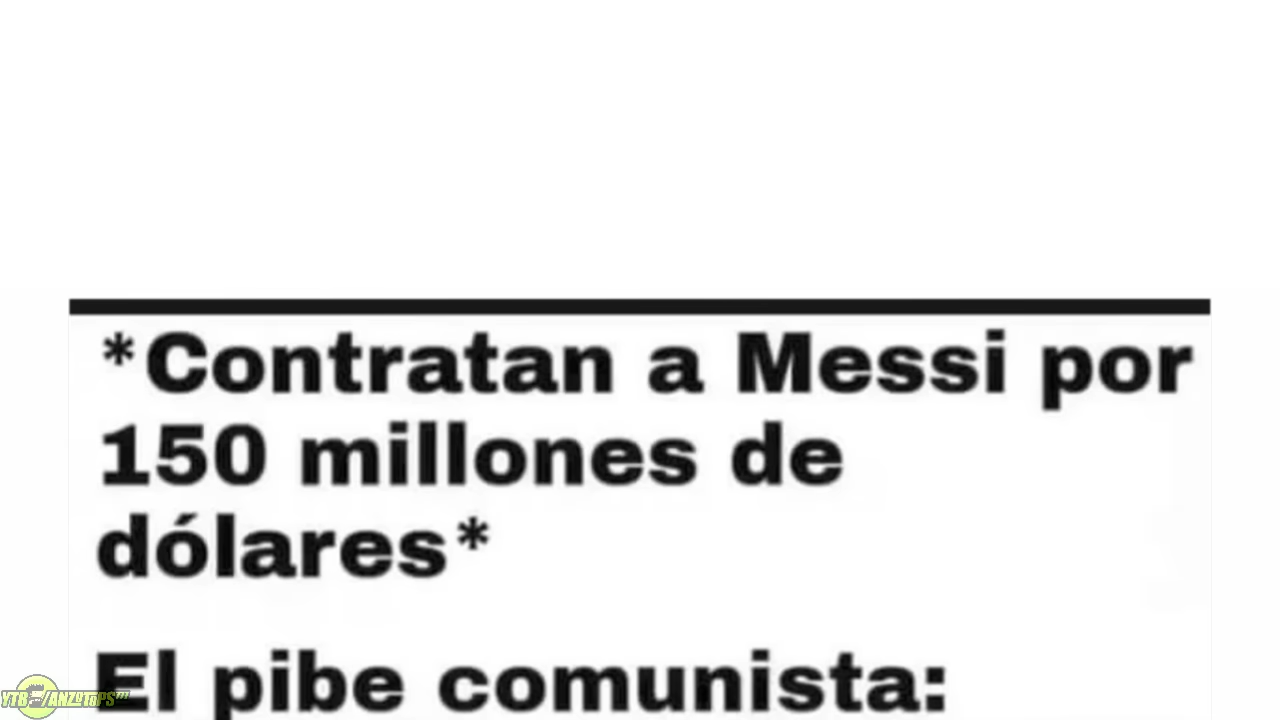 *Contratan a Messi por
150 millones de
dólares*
El pibe comunista: